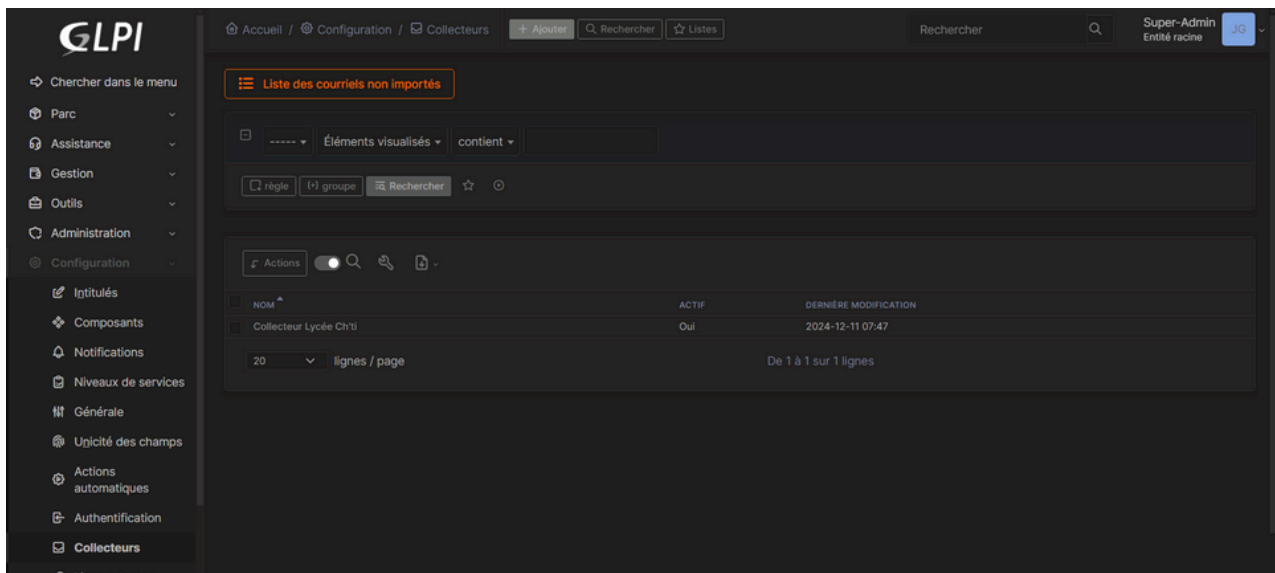 GLPI
Accueil / Configuration / Collecteurs + Ajouter Rechercher Listes Rechercher Super-Admin
Entité racine
JG
Chercher dans le menu
Parc
Assistance
Gestion
Outils
Administration
Configuration
Intitulés
Composants
Notifications
Niveaux de services
Générale
Unicité des champs
Actions
automatiques
Authentification
Collecteurs
Liste des courriels non importés
----- Éléments visualisés contient
règle (+) groupe Rechercher
Actions
NOM ACTIF DERNIÈRE MODIFICATION
Collecteur Lycée Ch'ti Oui 2024-12-11 07:47
20 lignes / page De 1 à 1 sur 1 lignes